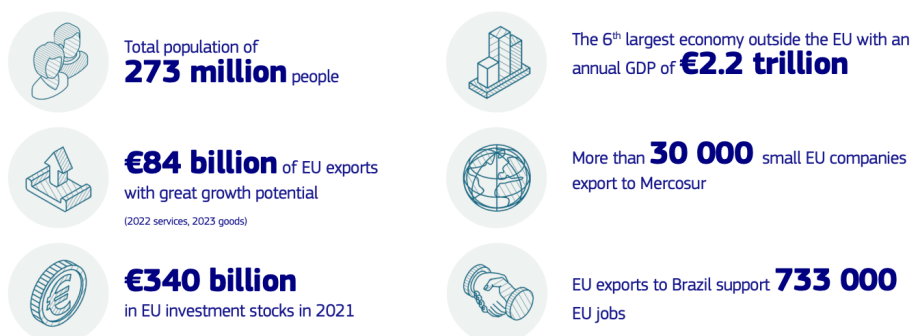 Total population of
273 million people
€84 billion of EU exports
with great growth potential
(2022 services, 2023 goods)
€340 billion
in EU investment stocks in 2021
The 6th largest economy outside the EU with an
annual GDP of €2.2 trillion
More than 30 000 small EU companies
export to Mercosur
EU exports to Brazil support 733 000
EU jobs